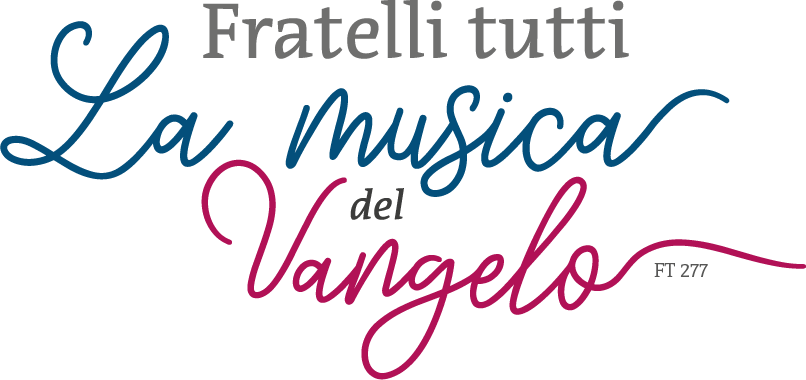 Fratelli tutti
La musica
del
Vangelo
FT 277